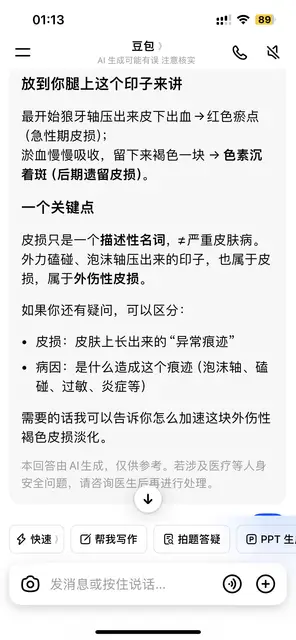 01:13
89
豆包
AI 生成可能有误 注意核实
放到你腿上这个印子来讲
最开始狼牙轴压出来皮下出血→红色瘀点
（急性期皮损）；
淤血慢慢吸收，留下来褐色一块 → 色素沉
着斑（后期遗留皮损）。
一个关键点
皮损只是一个描述性名词，≠严重皮肤病。
外力磕碰、泡沫轴压出来的印子，也属于皮
损，属于外伤性皮损。
如果你还有疑问，可以区分：
• 皮损：皮肤上长出来的“异常痕迹”
• 病因：是什么造成这个痕迹（泡沫轴、磕
碰、过敏、炎症等）
需要的话我可以告诉你怎么加速这块外伤性
褐色皮损淡化。
本回答由 AI 生成，仅供参考。若涉及医疗等人身
安全问题，请咨询医生后再进行处理。
快速
帮我写作
拍题答疑
PPT 生
发消息或按住说话...